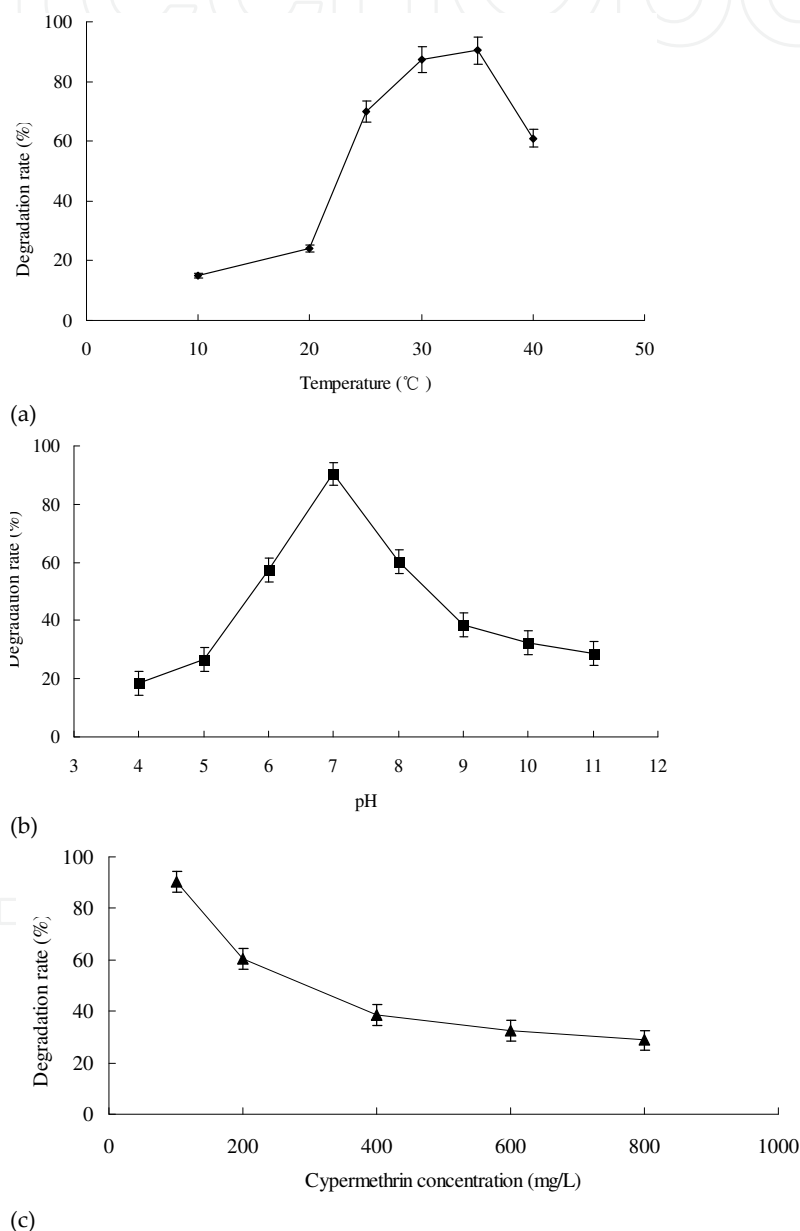 100
80
60
40
20
0
Degradation rate (%)
0 10 20 30 40 50
Temperature (℃ )
(a)
100
80
60
40
20
0
Degradation rate (%)
3 4 5 6 7 8 9 10 11 12
pH
(b)
100
80
60
40
20
0
Degradation rate (%)
0 200 400 600 800 1000
Cypermethrin concentration (mg/L)
(c)